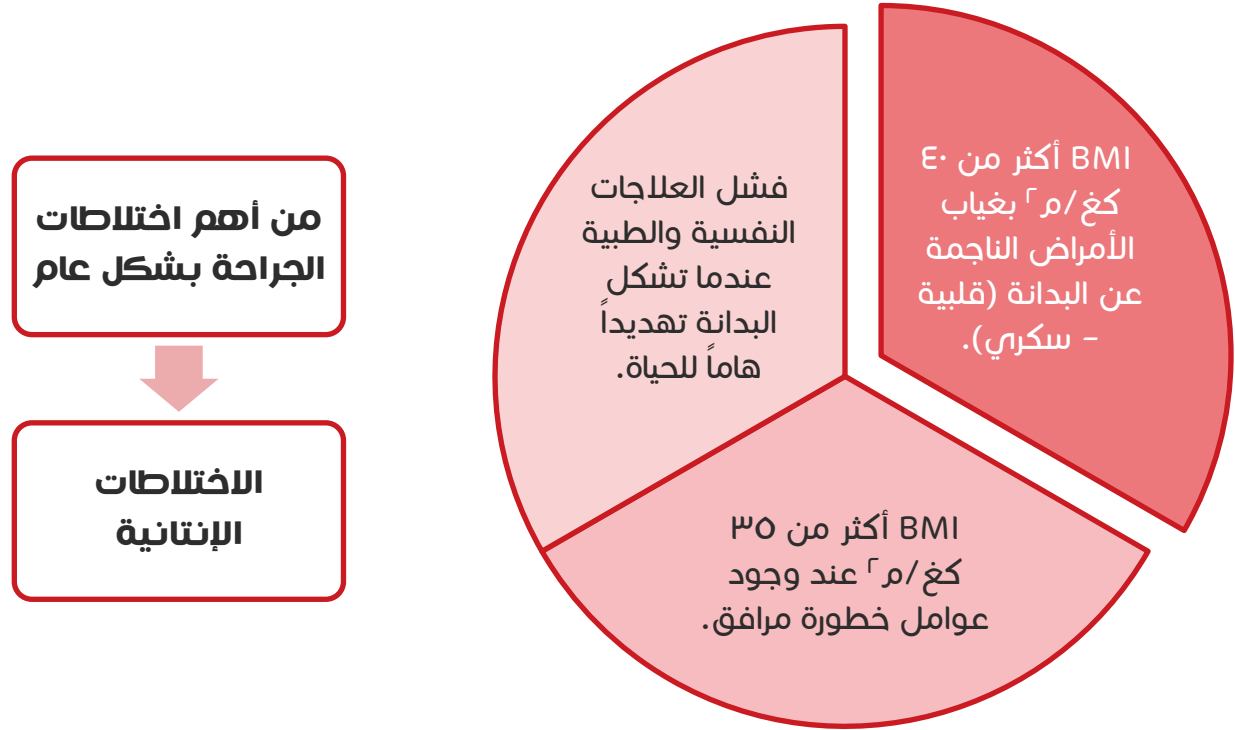 BMI أكثر من ٤٠
كغ/م٢ بغياب
الأمراض الناجمة
عن البدانة (قلبية
– سكري).
فشل العلاجات
النفسية والطبية
عندما تشكل
البدانة تهديداً
هاماً للحياة.
BMI أكثر من ٣٥
كغ/م٢ عند وجود
عوامل خطورة مرافق.
من أهم اختلاطات
الجراحة بشكل عام
الاختلاطات
الإنتانية